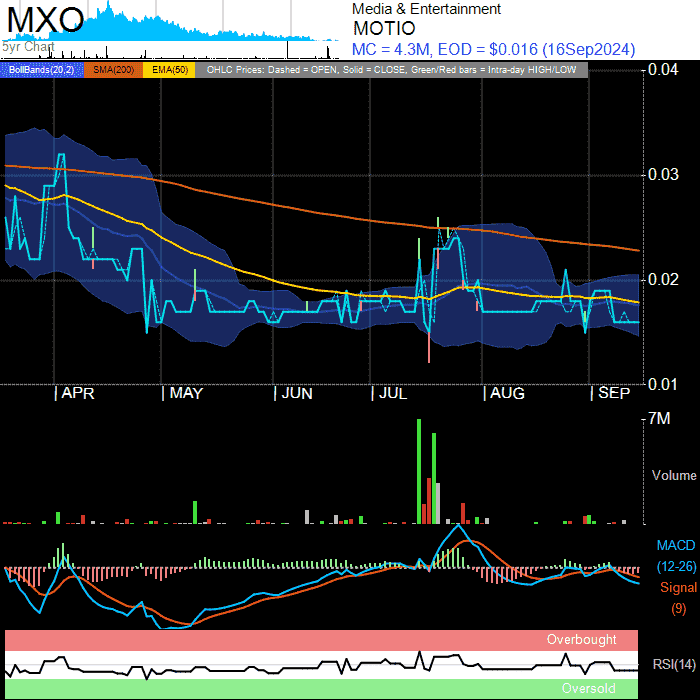 MXO
5yr Chart
Media & Entertainment
MOTIO
MC = 4.3M, EOD = $0.016 (16Sep2024)
BollBands(20,2) SMA(200) EMA(50) OHLC Prices: Dashed = OPEN, Solid = CLOSE, Green/Red bars = Intra-day HIGH/LOW
0.04
0.03
0.02
0.01
APR MAY JUN JUL AUG SEP
7M
Volume
MACD
(12-26)
Signal
(9)
Overbought
RSI(14)
Oversold